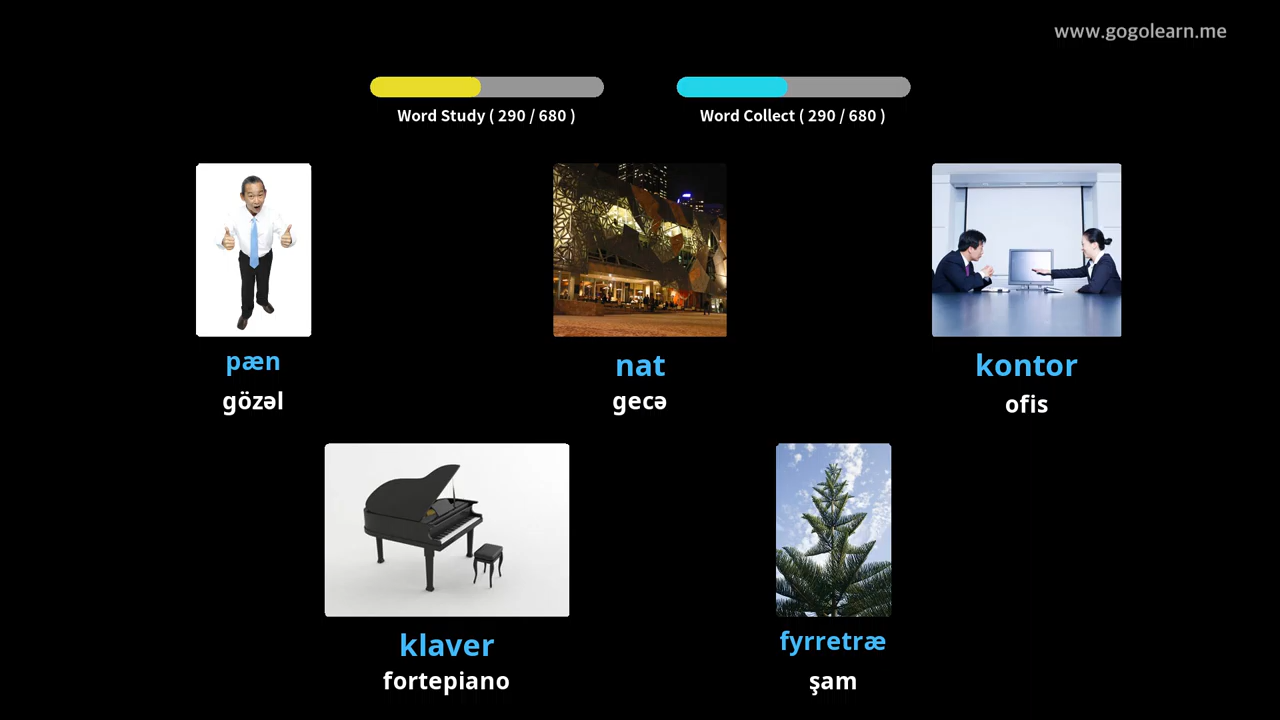 www.gogolearn.me
Word Study ( 290 / 680 )
Word Collect ( 290 / 680 )
pæn
gözəl
nat
gecə
kontor
ofis
klaver
fortepiano
fyrretræ
şam